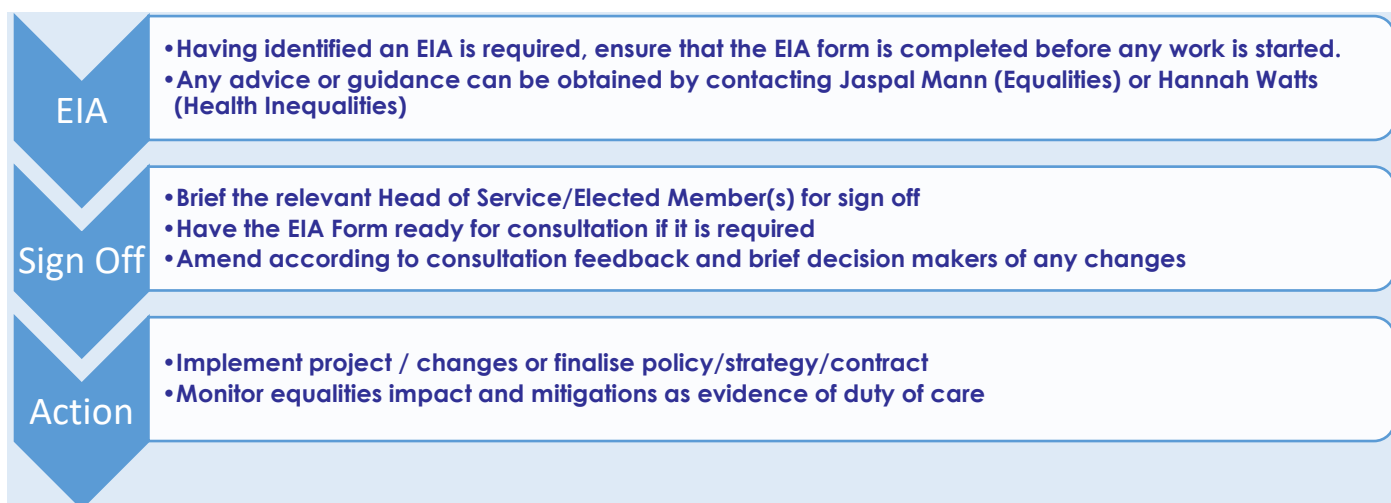 EIA
•Having identified an EIA is required, ensure that the EIA form is completed before any work is started.
•Any advice or guidance can be obtained by contacting Jaspal Mann (Equalities) or Hannah Watts
(Health Inequalities)
Sign Off
•Brief the relevant Head of Service/Elected Member(s) for sign off
•Have the EIA Form ready for consultation if it is required
•Amend according to consultation feedback and brief decision makers of any changes
Action
•Implement project / changes or finalise policy/strategy/contract
•Monitor equalities impact and mitigations as evidence of duty of care